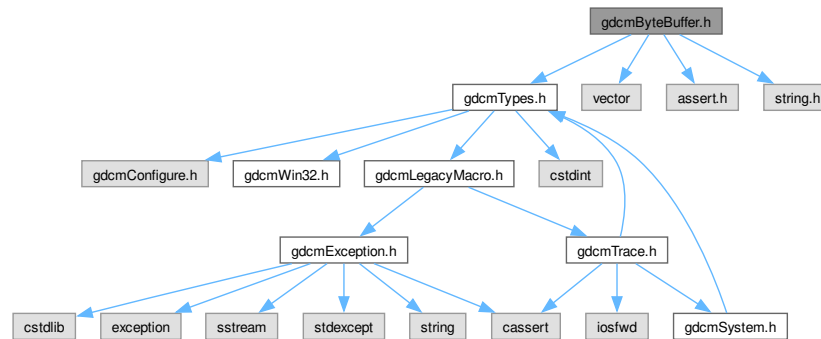 gdcmByteBuffer.h
gdcmTypes.h
vector
assert.h
string.h
gdcmConfigure.h
gdcmWin32.h
gdcmLegacyMacro.h
cstdint
gdcmException.h
gdcmTrace.h
cstdlib
exception
sstream
stdexcept
string
cassert
iosfwd
gdcmSystem.h